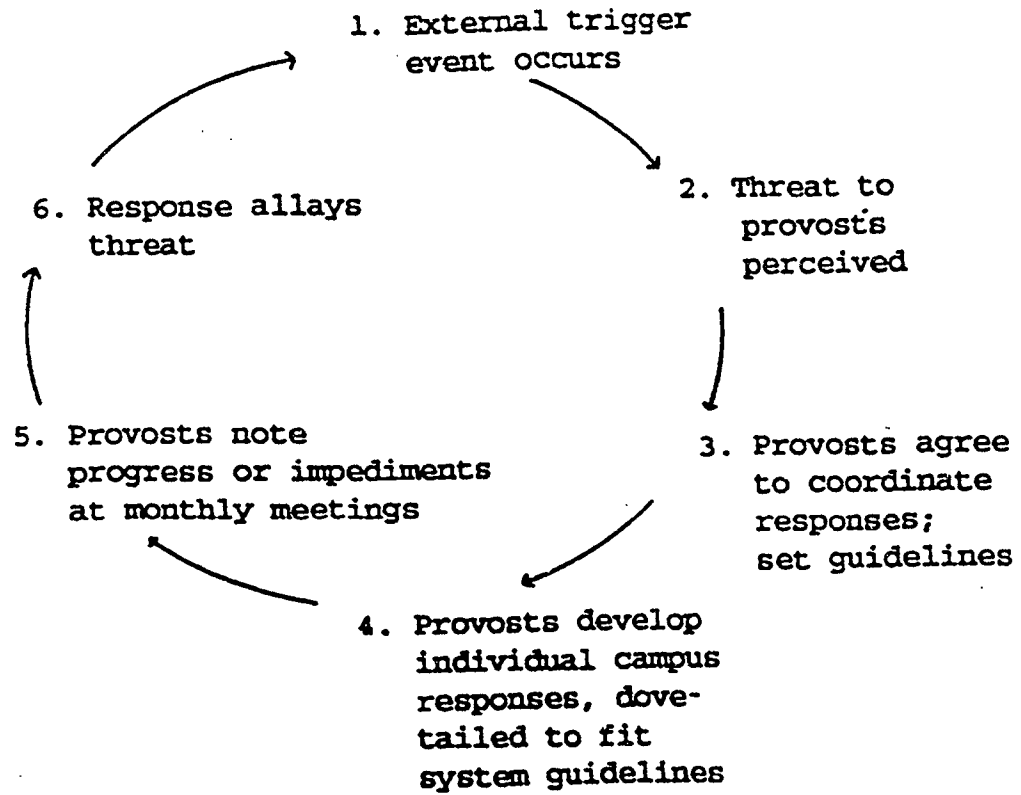 1. External trigger
event occurs
2. Threat to
provosts
perceived
3. Provosts agree
to coordinate
responses;
set guidelines
4. Provosts develop
individual campus
responses, dove-
tailed to fit
system guidelines
5. Provosts note
progress or impediments
at monthly meetings
6. Response allays
threat